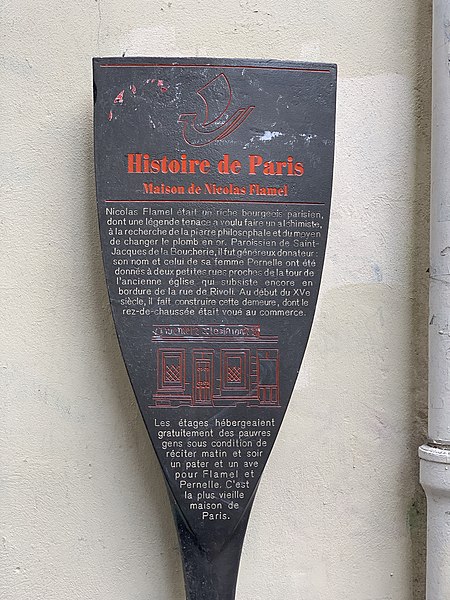 Histoire de Paris
Maison de Nicolas Flamel
Nicolas Flamel était un riche bourgeois parisien,
dont une légende tenace a voulu faire un alchimiste,
à la recherche de la pierre philosophale et du moyen
de changer le plomb en or. Paroissien de Saint-
Jacques de la Boucherie, il fut généreux donateur :
son nom et celui de sa femme Pernelle ont été
donnés à deux petites rues proches de la tour de
l'ancienne église qui subsiste encore en
bordure de la rue de Rivoli. Au début du XVe
siècle, il fait construire cette demeure, dont le
rez-de-chaussée était voué au commerce.
Les étages hébergeaient
gratuitement des pauvres
gens sous condition de
réciter matin et soir
un pater et un ave
pour Flamel et
Pernelle. C'est
la plus vieille
maison de
Paris.